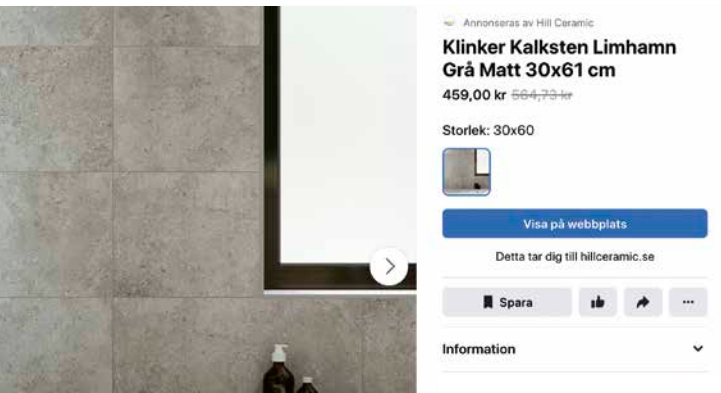 Annonseras av Hill Ceramic
Klinker Kalksten Limhamn
Grå Matt 30x61 cm
459,00 kr 564,73 kr
Storlek: 30x60
Visa på webbplats
Detta tar dig till hillceramic.se
Spara
Information